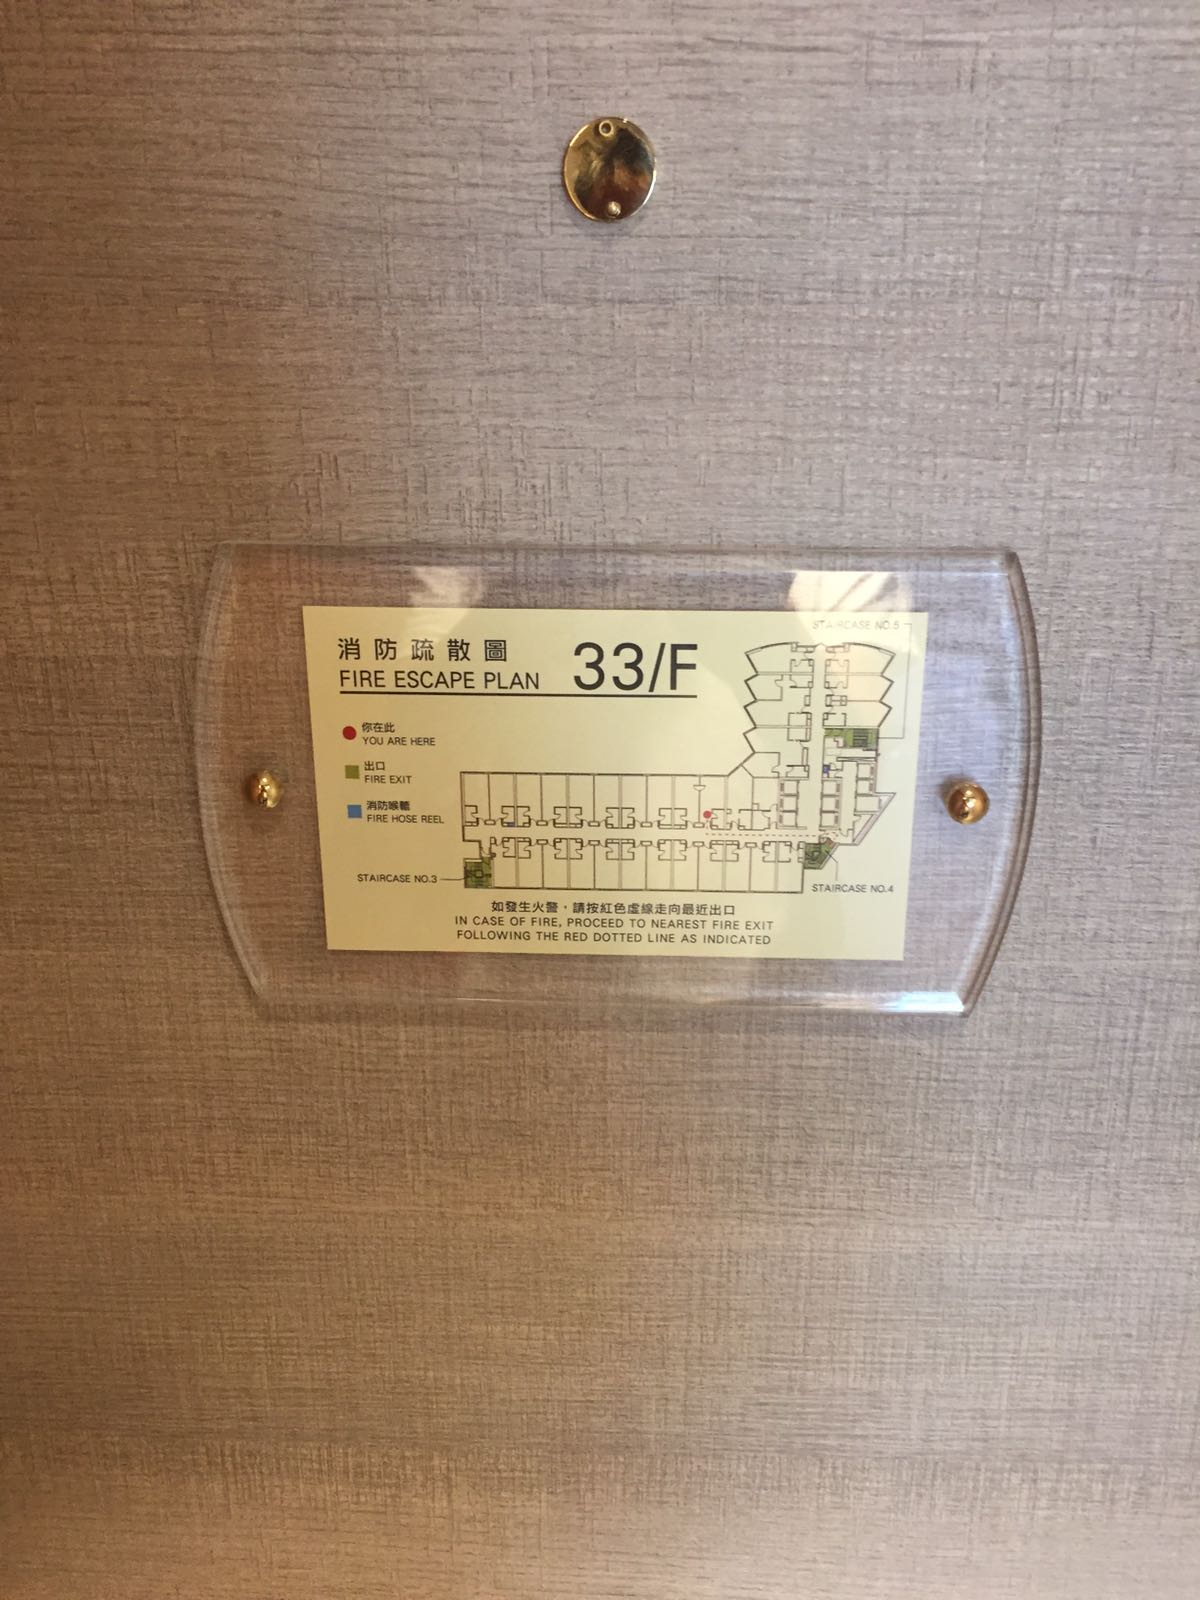 消防疏散圖
FIRE ESCAPE PLAN
33/F
你在此
YOU ARE HERE
出口
FIRE EXIT
消防喉轆
FIRE HOSE REEL
STAIRCASE NO.5
STAIRCASE NO.3
STAIRCASE NO.4
如發生火警，請按紅色虛線走向最近出口
IN CASE OF FIRE, PROCEED TO NEAREST FIRE EXIT
FOLLOWING THE RED DOTTED LINE AS INDICATED